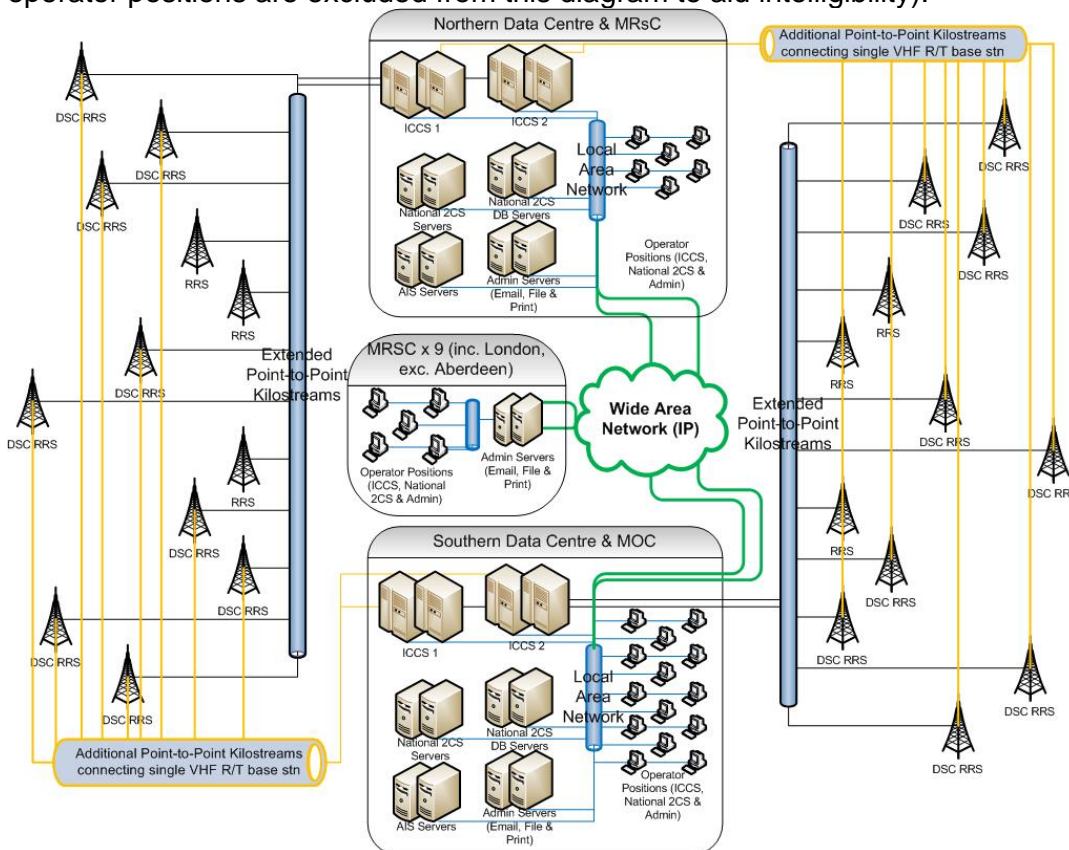 operator positions are excluded from this diagram to aid intelligibility).
Northern Data Centre & MRsC
ICCS 1
ICCS 2
Local
Area
Network
National 2CS
Servers
National 2CS
DB Servers
AIS Servers
Admin Servers
(Email, File &
Print)
Operator
Positions (ICCS,
National 2CS &
Admin)
Additional Point-to-Point Kilostreams
connecting single VHF R/T base stn
DSC RRS
DSC RRS
DSC RRS
RRS
RRS
DSC RRS
DSC RRS
RRS
DSC RRS
DSC RRS
DSC RRS
DSC RRS
Extended
Point-to-Point
Kilostreams
MRSC x 9 (inc. London,
exc. Aberdeen)
Operator Positions
(ICCS, National
2CS & Admin)
Admin Servers
(Email, File &
Print)
Wide Area
Network (IP)
Extended
Point-to-Point
Kilostreams
DSC RRS
DSC RRS
DSC RRS
RRS
RRS
DSC RRS
DSC RRS
RRS
DSC RRS
DSC RRS
DSC RRS
DSC RRS
Southern Data Centre & MOC
ICCS 1
ICCS 2
Local
Area
Network
National 2CS
Servers
National 2CS
DB Servers
AIS Servers
Admin Servers
(Email, File &
Print)
Operator
Positions (ICCS,
National 2CS &
Admin)
Additional Point-to-Point Kilostreams
connecting single VHF R/T base stn